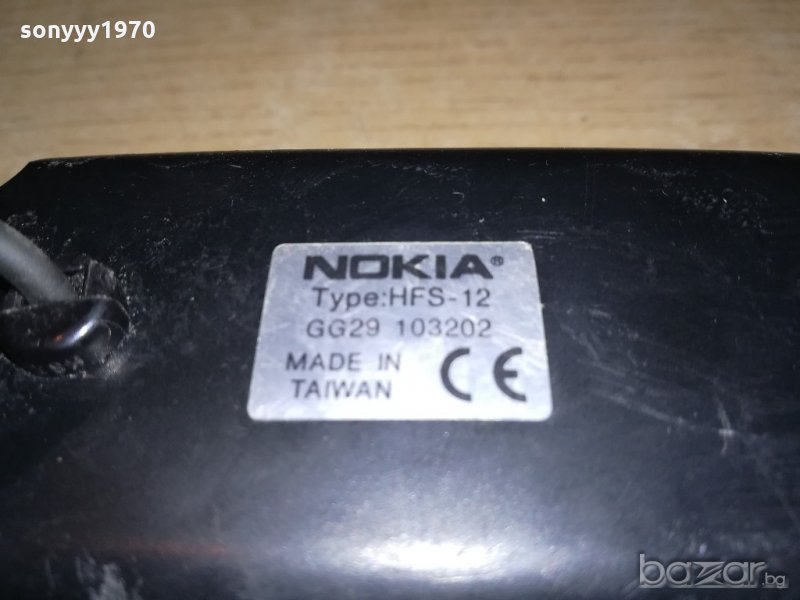 sonyyy1970
NOKIA®
Type:HFS-12
GG29 103202
MADE IN
TAIWAN
CE
bazar.bg